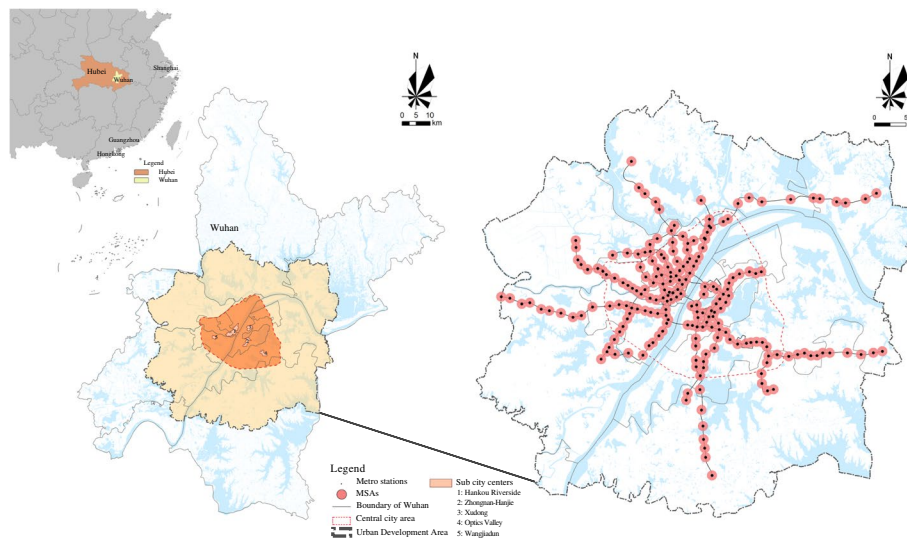 Hubei
Wuhan
Shanghai
Guangzhou
Hongkong
Legend
Hubei
Wuhan
N
0 5 10
km
Wuhan
N
0 5
Legend
Metro stations
MSAs
Boundary of Wuhan
Central city area
Urban Development Area
Sub city centers
1: Hankou Riverside
2: Zhongnan-Hanjie
3: Xudong
4: Optics Valley
5: Wangjiadun